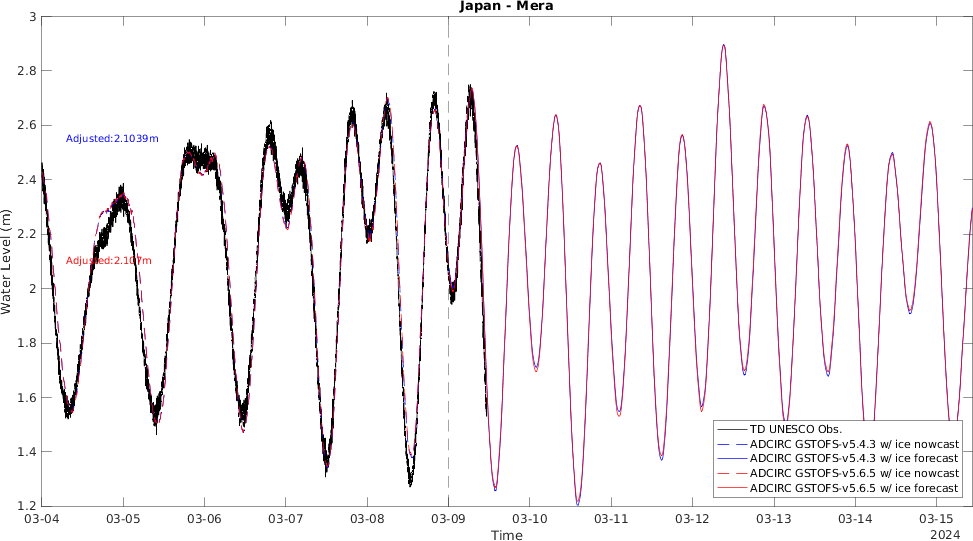 Japan - Mera
3
2.8
2.6
2.4
2.2
2
1.8
1.6
1.4
1.2
Water Level (m)
Adjusted:2.1039m
Adjusted:2.107m
TD UNESCO Obs.
ADCIRC GSTOFS-v5.4.3 w/ ice nowcast
ADCIRC GSTOFS-v5.4.3 w/ ice forecast
ADCIRC GSTOFS-v5.6.5 w/ ice nowcast
ADCIRC GSTOFS-v5.6.5 w/ ice forecast
03-04 03-05 03-06 03-07 03-08 03-09 03-10 03-11 03-12 03-13 03-14 03-15
Time
2024